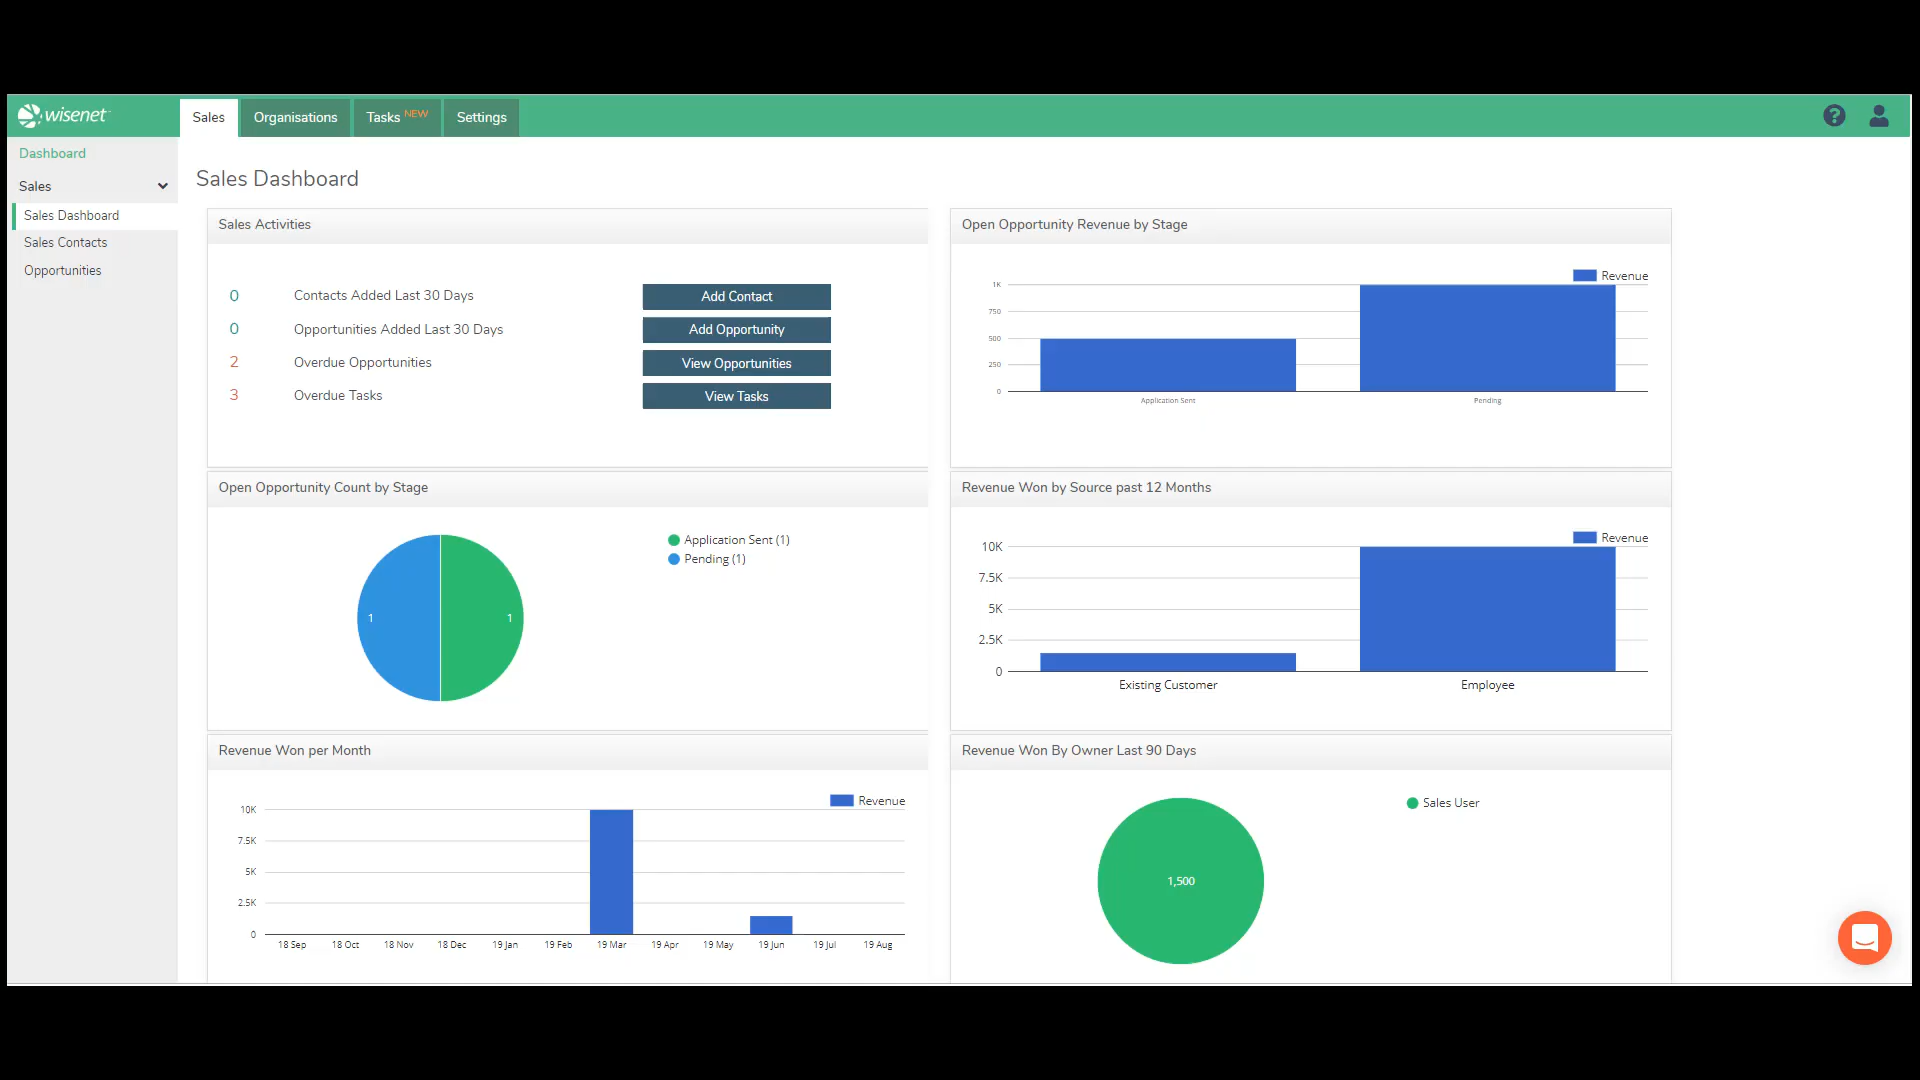 wisenet
Sales
Organisations
Tasks NEW
Settings
Dashboard
Sales
Sales Dashboard
Sales Contacts
Opportunities
Sales Dashboard
Sales Activities
0 Contacts Added Last 30 Days Add Contact
0 Opportunities Added Last 30 Days Add Opportunity
2 Overdue Opportunities View Opportunities
3 Overdue Tasks View Tasks
Open Opportunity Revenue by Stage
Revenue
1K
750
500
250
0
Application Sent Pending
Open Opportunity Count by Stage
Application Sent (1)
Pending (1)
1 1
Revenue Won by Source past 12 Months
Revenue
10K
7.5K
5K
2.5K
0
Existing Customer Employee
Revenue Won per Month
Revenue
10K
7.5K
5K
2.5K
0
18 Sep 18 Oct 18 Nov 18 Dec 19 Jan 19 Feb 19 Mar 19 Apr 19 May 19 Jun 19 Jul 19 Aug
Revenue Won By Owner Last 90 Days
Sales User
1,500